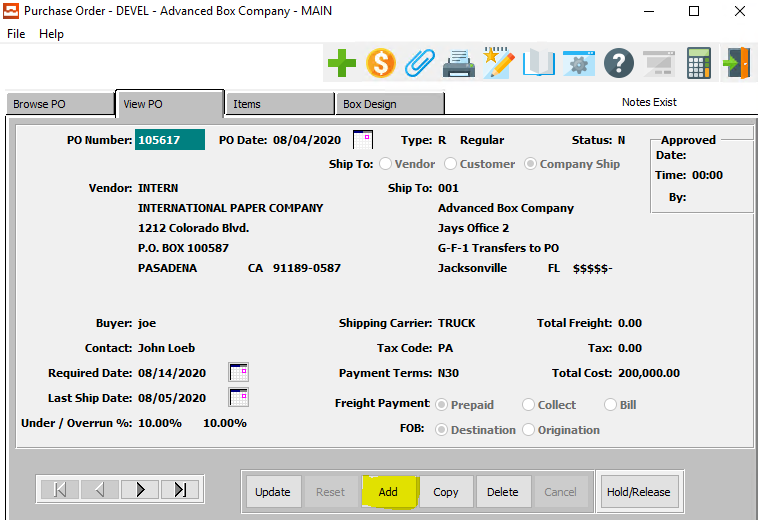 Purchase Order - DEVEL - Advanced Box Company - MAIN
File Help
Browse PO View PO Items Box Design Notes Exist
PO Number: 105617 PO Date: 08/04/2020 Type: R Regular Status: N Approved
Date:
Ship To: Vendor Customer Company Ship
Time: 00:00
Vendor: INTERN Ship To: 001 By:
INTERNATIONAL PAPER COMPANY Advanced Box Company
1212 Colorado Blvd. Jays Office 2
P.O. BOX 100587 G-F-1 Transfers to PO
PASADENA CA 91189-0587 Jacksonville FL $$$$$-
Buyer: joe Shipping Carrier: TRUCK Total Freight: 0.00
Contact: John Loeb Tax Code: PA Tax: 0.00
Required Date: 08/14/2020 Payment Terms: N30 Total Cost: 200,000.00
Last Ship Date: 08/05/2020 Freight Payment Prepaid Collect Bill
Under / Overrun %: 10.00% 10.00% FOB: Destination Origination
Update Reset Add Copy Delete Cancel Hold/Release